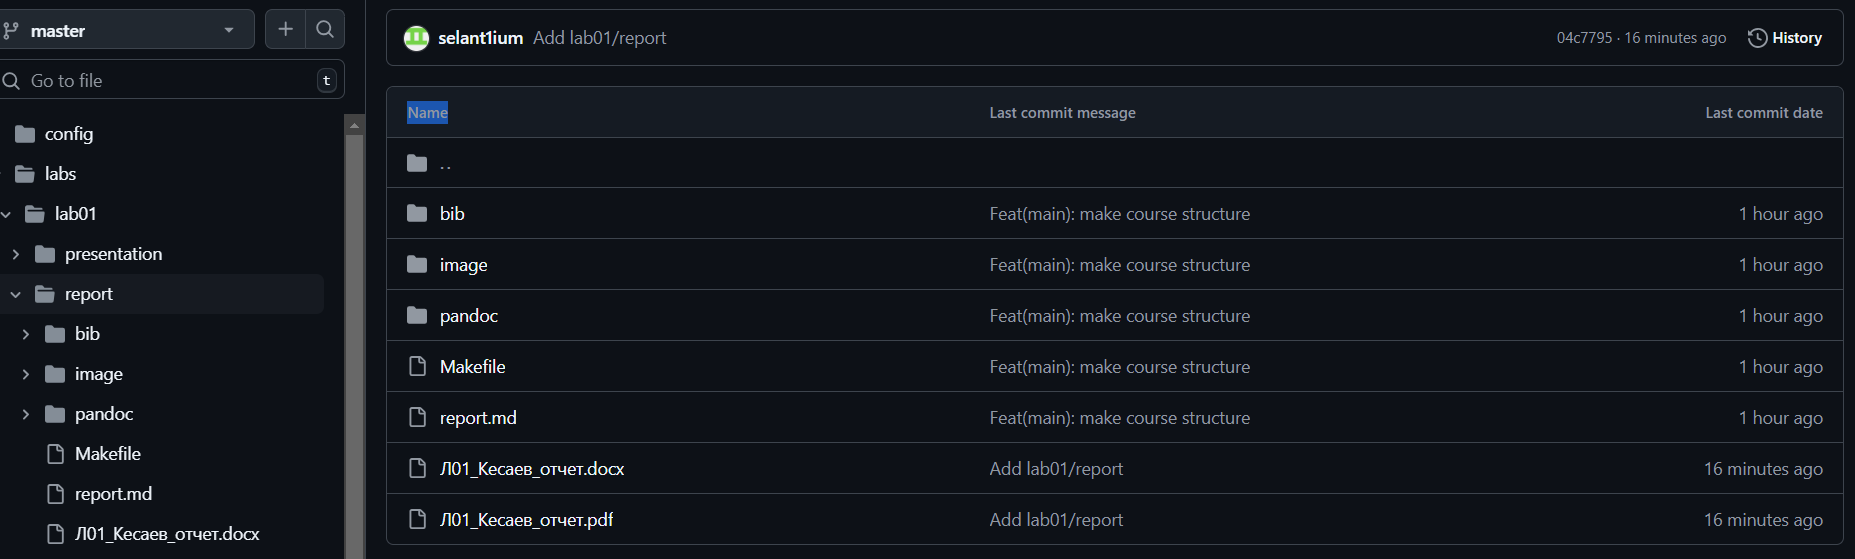 master
Go to file
t
config
labs
lab01
presentation
report
bib
image
pandoc
Makefile
report.md
Л01_Кесаев_отчет.docx
selant1ium Add lab01/report 04c7795 · 16 minutes ago History
Name Last commit message Last commit date
..
bib Feat(main): make course structure 1 hour ago
image Feat(main): make course structure 1 hour ago
pandoc Feat(main): make course structure 1 hour ago
Makefile Feat(main): make course structure 1 hour ago
report.md Feat(main): make course structure 1 hour ago
Л01_Кесаев_отчет.docx Add lab01/report 16 minutes ago
Л01_Кесаев_отчет.pdf Add lab01/report 16 minutes ago